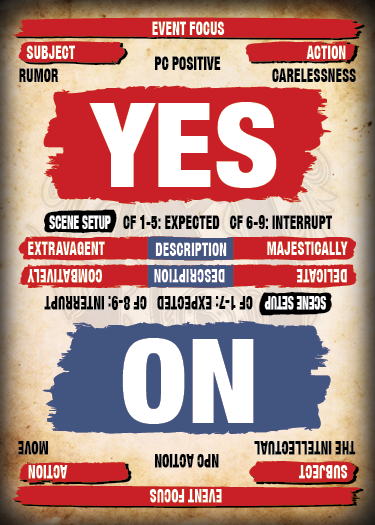 EVENT FOCUS
SUBJECT PC POSITIVE ACTION
RUMOR CARELESSNESS
YES
SCENE SETUP CF 1-5: EXPECTED CF 6-9: INTERRUPT
EXTRAVAGENT DESCRIPTION MAJESTICALLY
EVENT FOCUS
SUBJECT NPC ACTION ACTION
THE INTELLECTUAL MOVE
NO
SCENE SETUP CF 1-7: EXPECTED CF 8-9: INTERRUPT
DELICATE DESCRIPTION COMBATIVELY